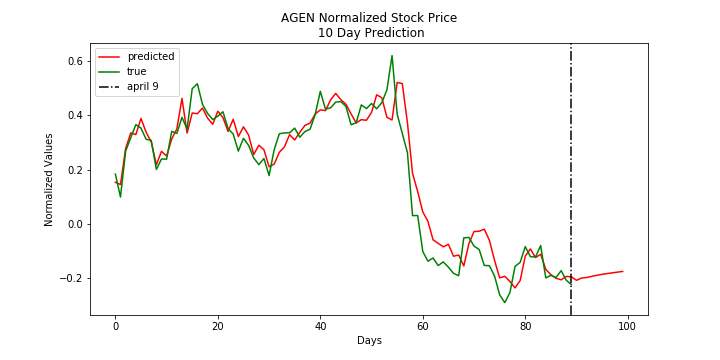 AGEN Normalized Stock Price
10 Day Prediction
predicted
true
april 9
Normalized Values
0.6
0.4
0.2
0.0
−0.2
0
20
40
60
80
100
Days